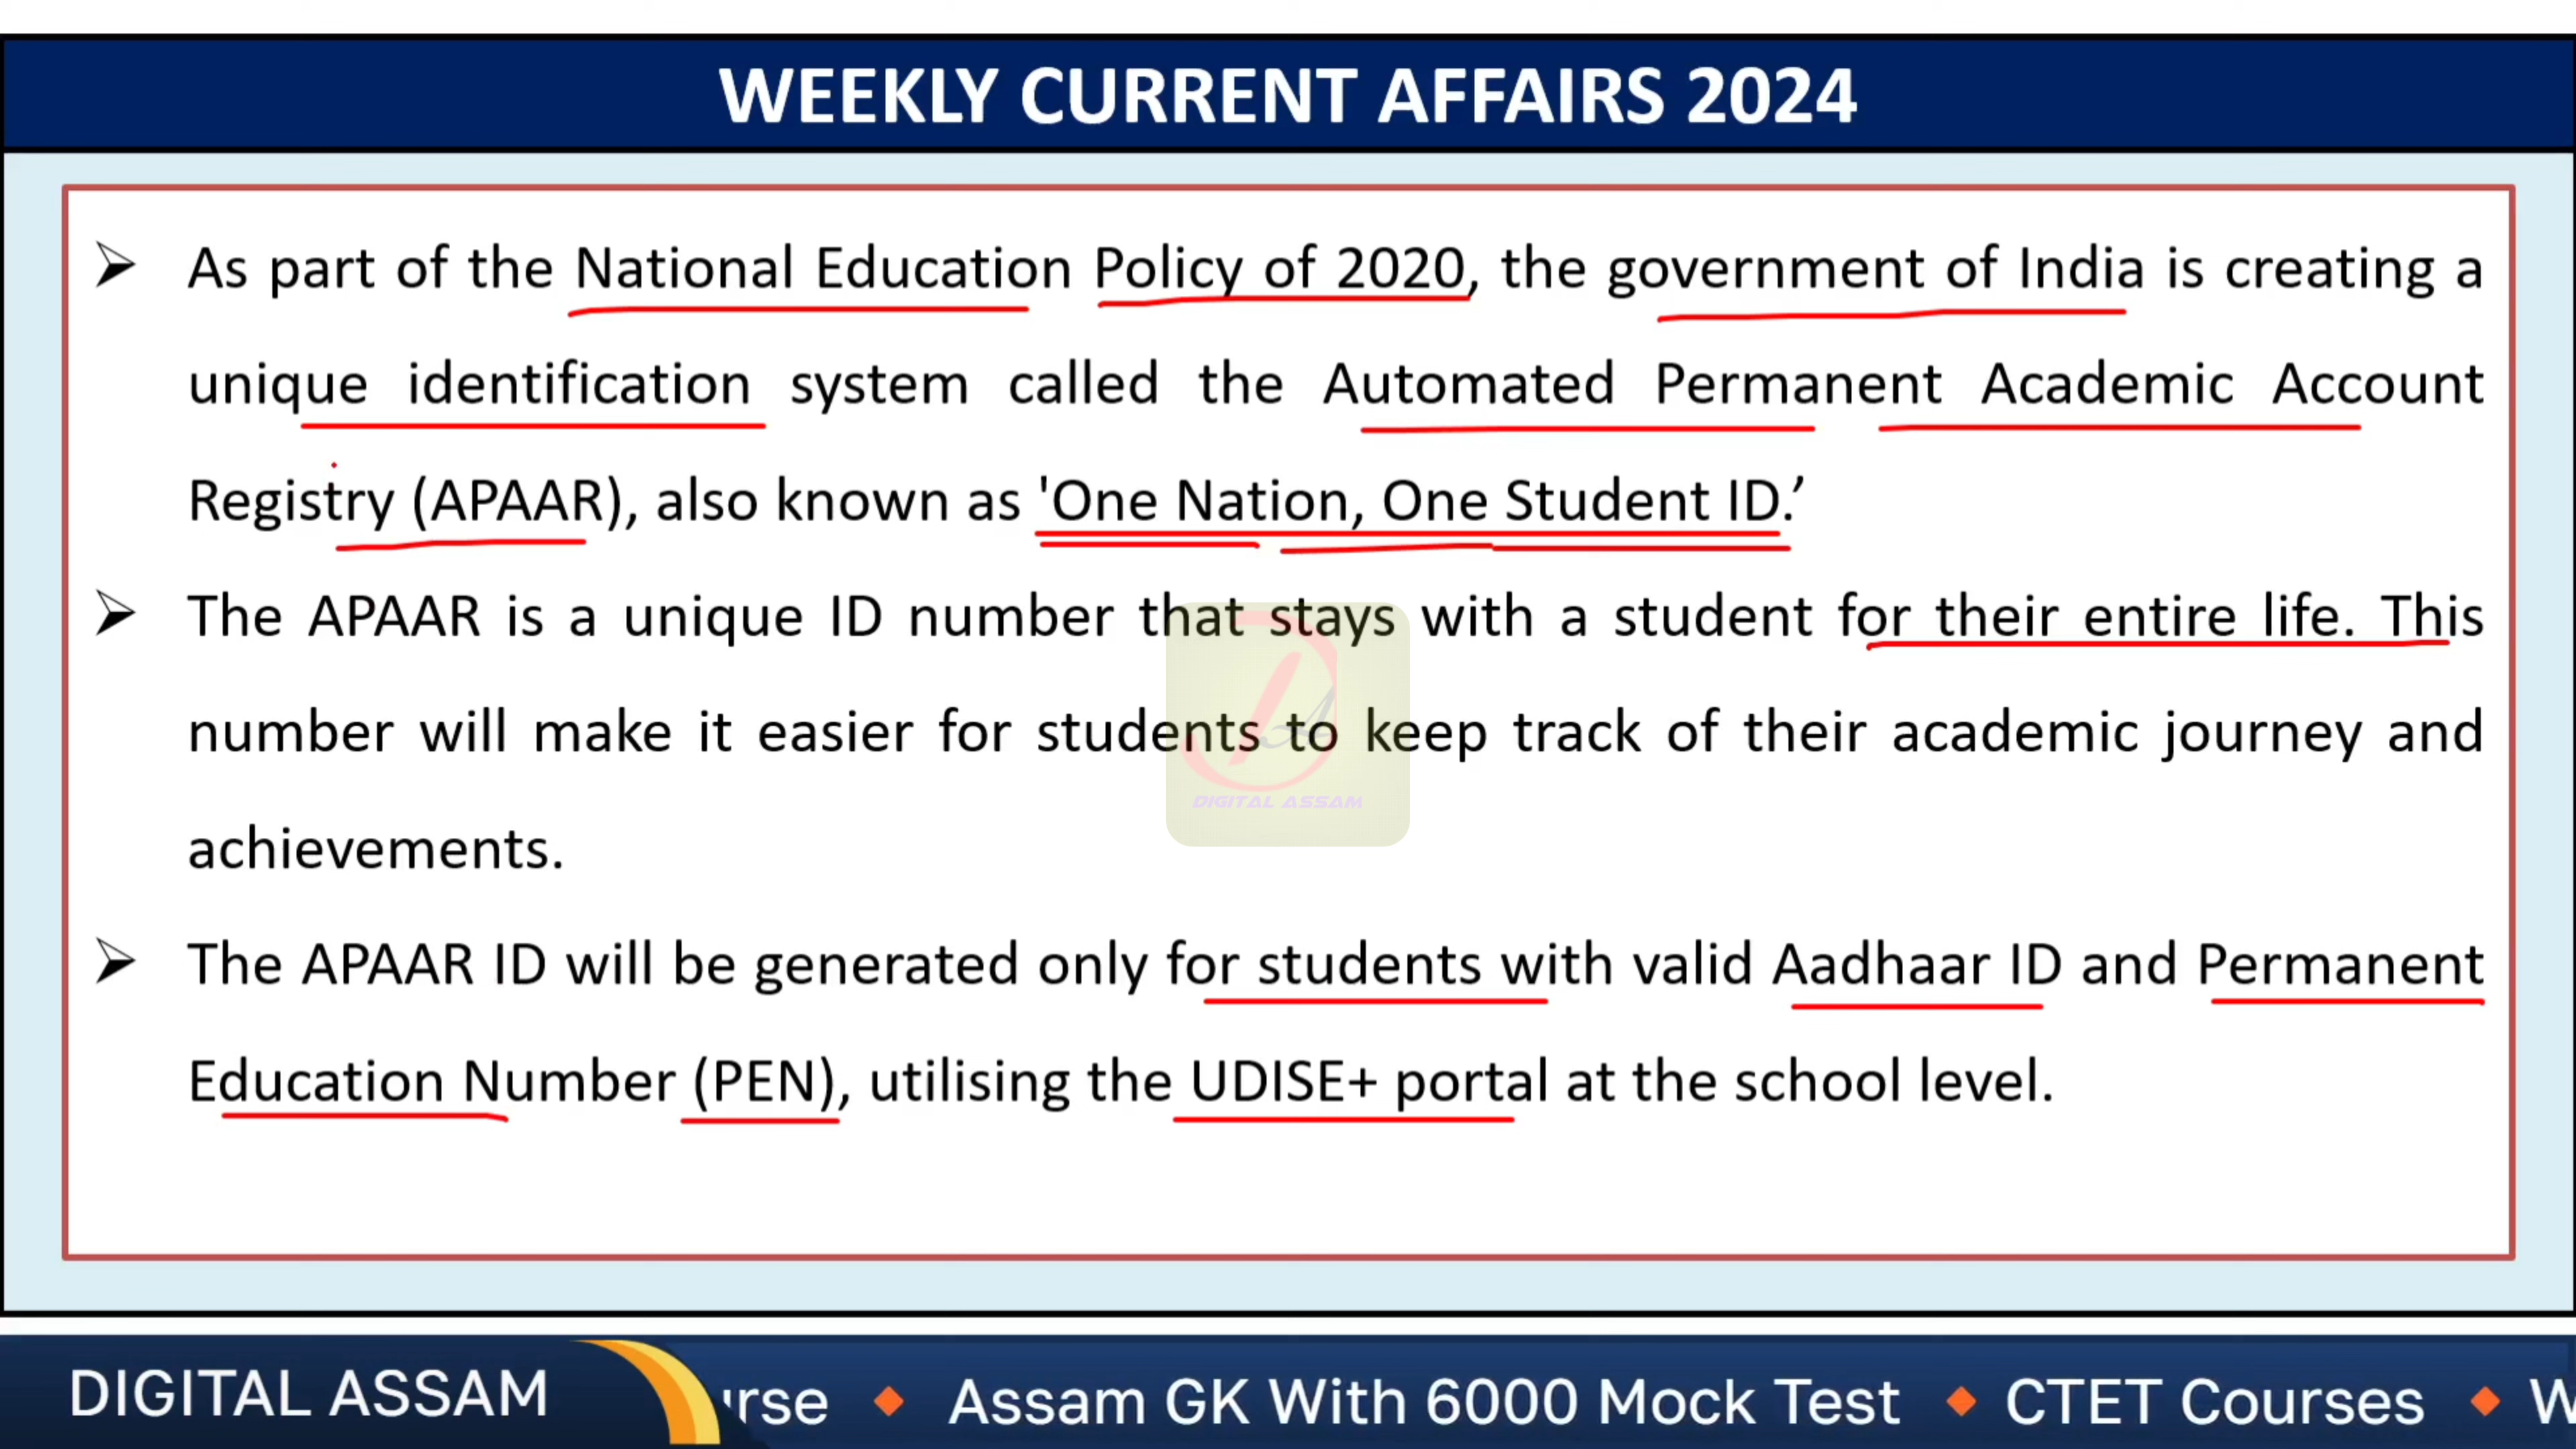 WEEKLY CURRENT AFFAIRS 2024
As part of the National Education Policy of 2020, the government of India is creating a
unique identification system called the Automated Permanent Academic Account
Registry (APAAR), also known as 'One Nation, One Student ID.’
The APAAR is a unique ID number that stays with a student for their entire life. This
number will make it easier for students to keep track of their academic journey and
achievements.
DIGITAL ASSAM
The APAAR ID will be generated only for students with valid Aadhaar ID and Permanent
Education Number (PEN), utilising the UDISE+ portal at the school level.
DIGITAL ASSAM
Assam GK With 6000 Mock Test
CTET Courses